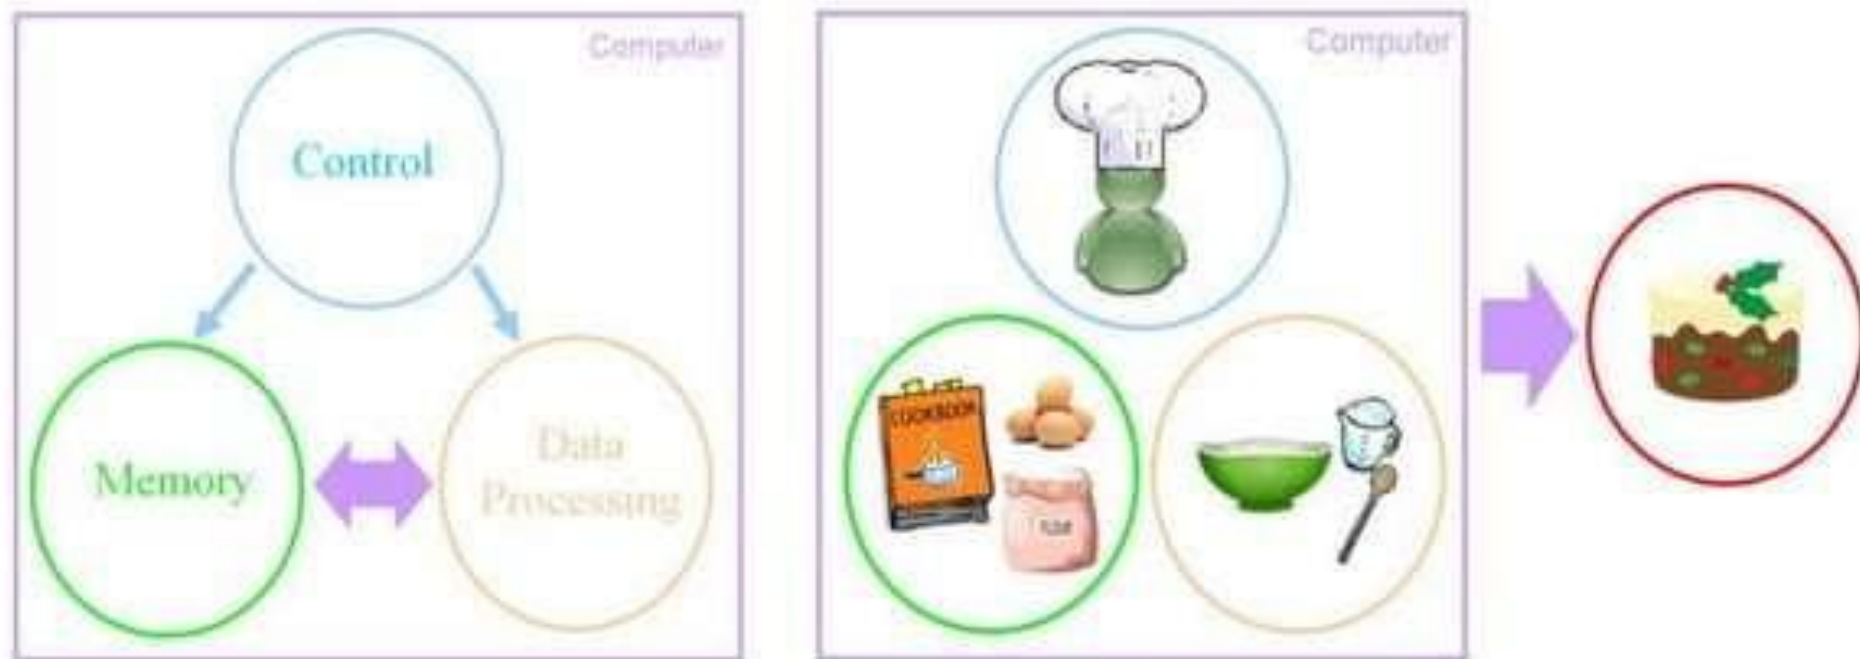 Computer
Control
Memory
Data
Processing
Computer
COOKBOOK